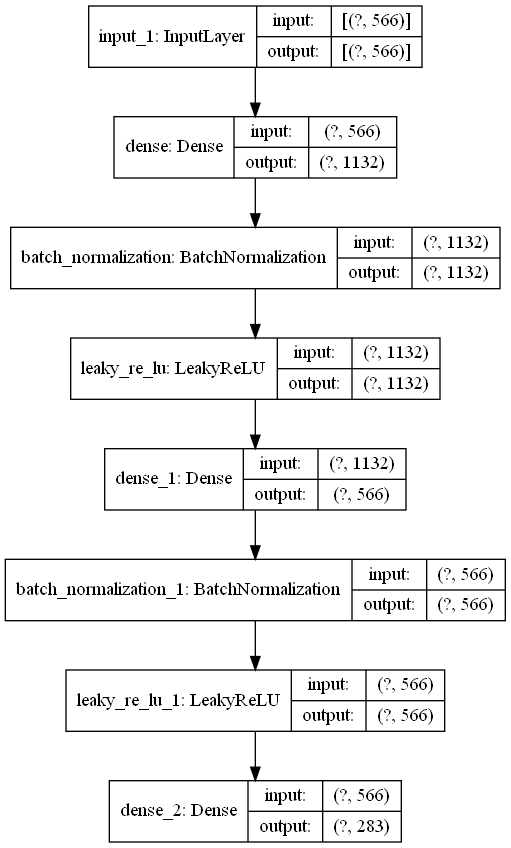 input_1: InputLayer
input:
[(?, 566)]
output:
[(?, 566)]
dense: Dense
input:
(?, 566)
output:
(?, 1132)
batch_normalization: BatchNormalization
input:
(?, 1132)
output:
(?, 1132)
leaky_re_lu: LeakyReLU
input:
(?, 1132)
output:
(?, 1132)
dense_1: Dense
input:
(?, 1132)
output:
(?, 566)
batch_normalization_1: BatchNormalization
input:
(?, 566)
output:
(?, 566)
leaky_re_lu_1: LeakyReLU
input:
(?, 566)
output:
(?, 566)
dense_2: Dense
input:
(?, 566)
output:
(?, 283)